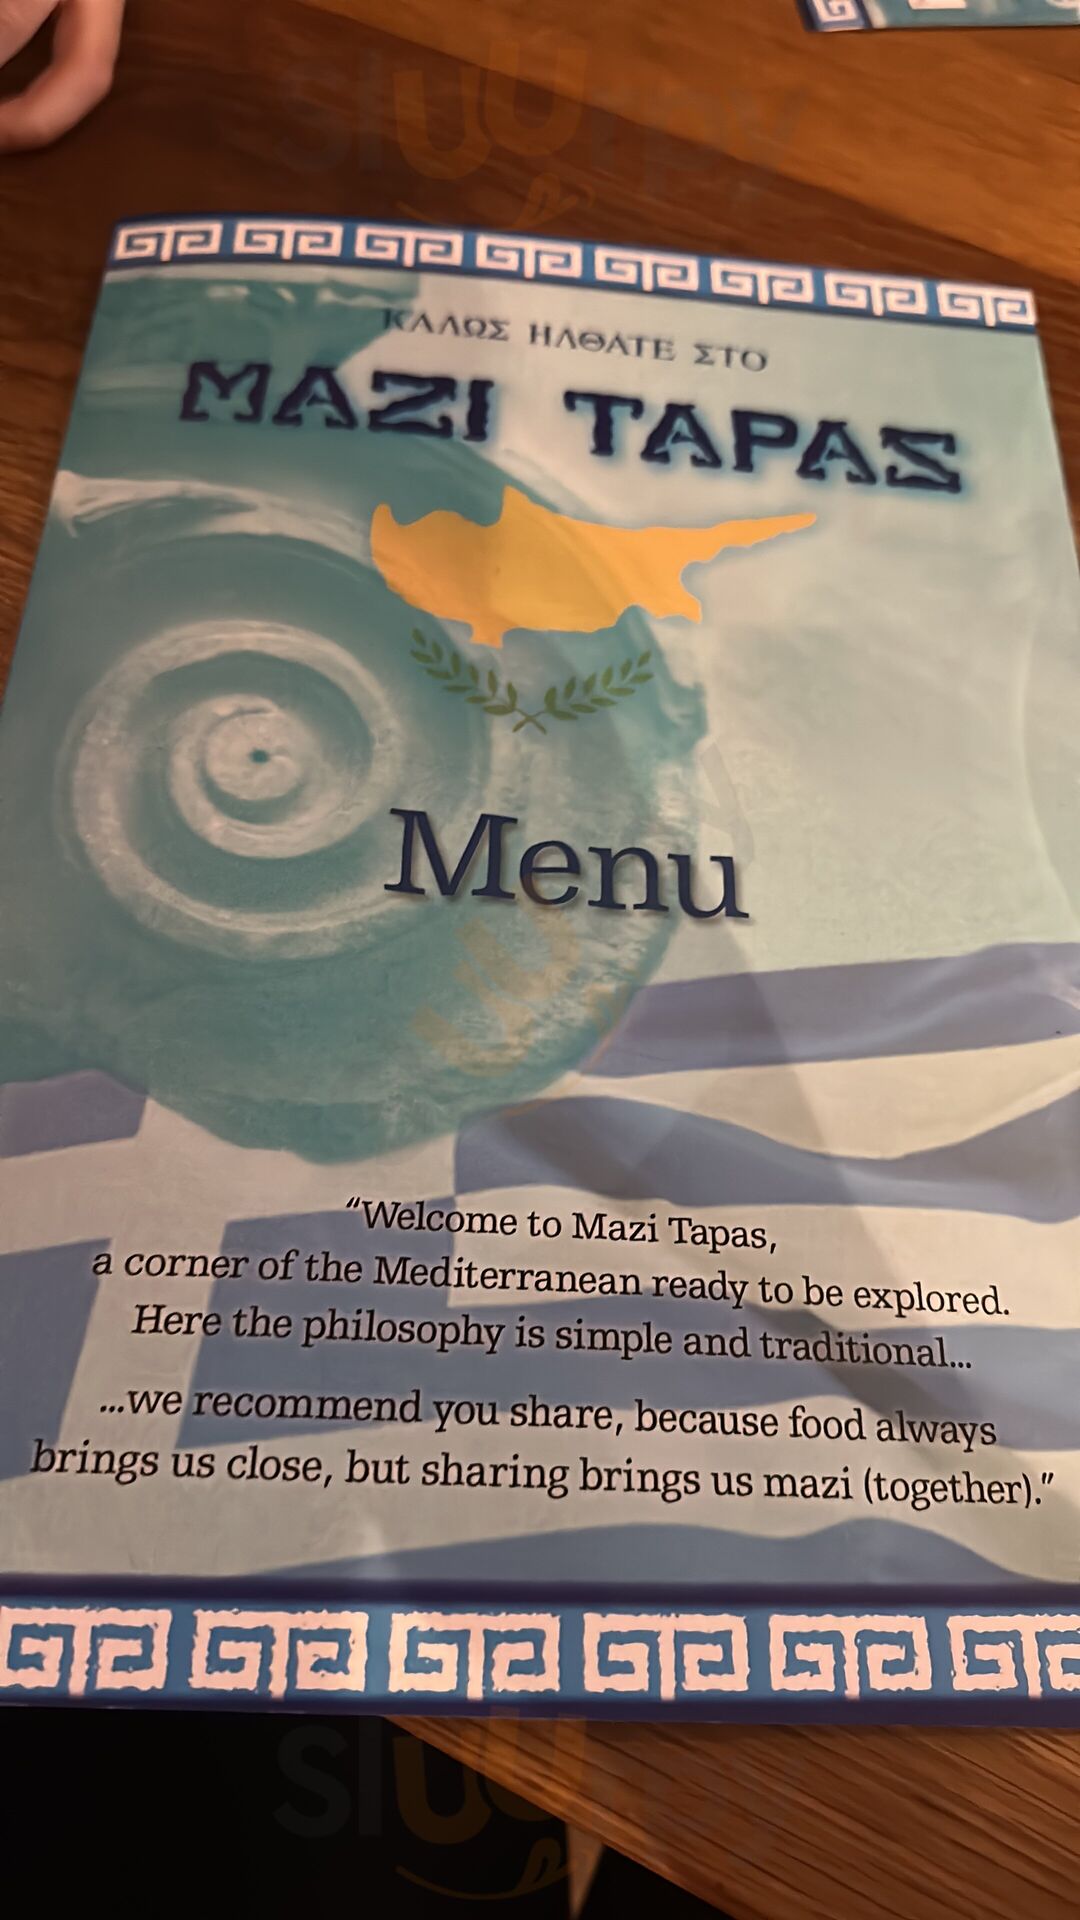 sluurpy
ΚΑΛΩΣ ΗΛΘΑΤΕ ΣΤΟ
MAZI TAPAS
Menu
“Welcome to Mazi Tapas,
a corner of the Mediterranean ready to be explored.
Here the philosophy is simple and traditional...
...we recommend you share, because food always
brings us close, but sharing brings us mazi (together).”
sluurpy